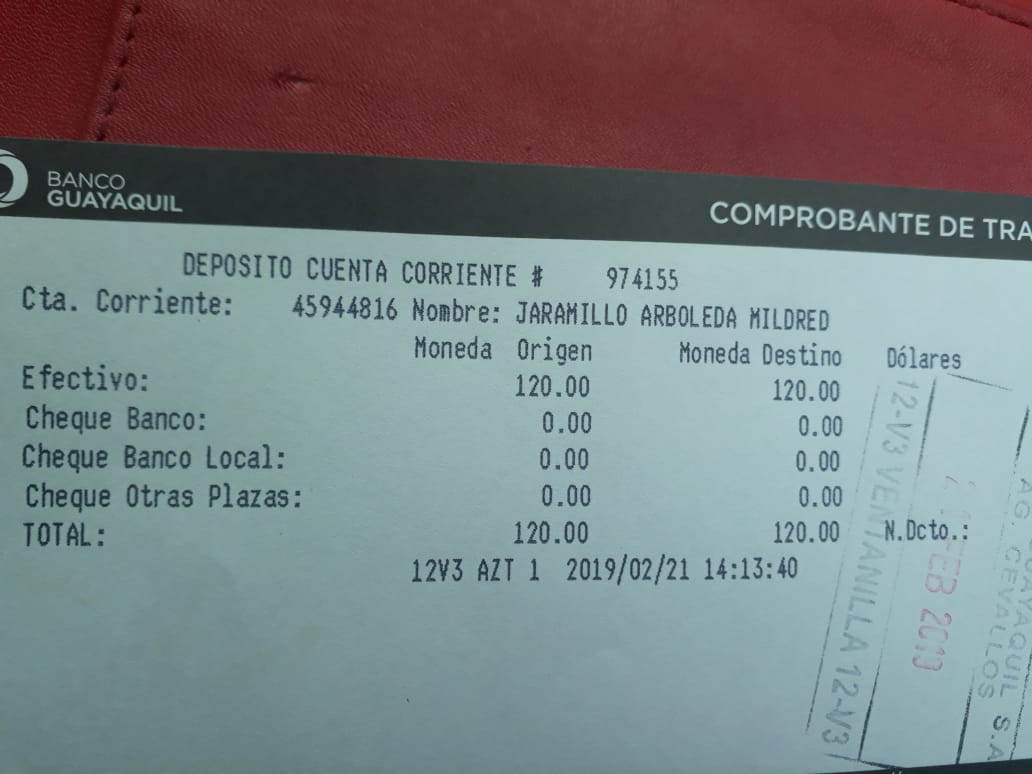 BANCO
GUAYAQUIL
COMPROBANTE DE TRA
DEPOSITO CUENTA CORRIENTE # 974155
Cta. Corriente: 45944816 Nombre: JARAMILLO ARBOLEDA MILDRED
Moneda Origen Moneda Destino Dólares
Efectivo: 120.00 120.00
Cheque Banco: 0.00 0.00
Cheque Banco Local: 0.00 0.00
Cheque Otras Plazas: 0.00 0.00
TOTAL: 120.00 120.00 N.Dcto.:
12V3 AZT 1 2019/02/21 14:13:40
12-V3 VENTANILLA 12-V3
FEB 2019
GUAYAQUIL S.A
AG. CEVALLOS